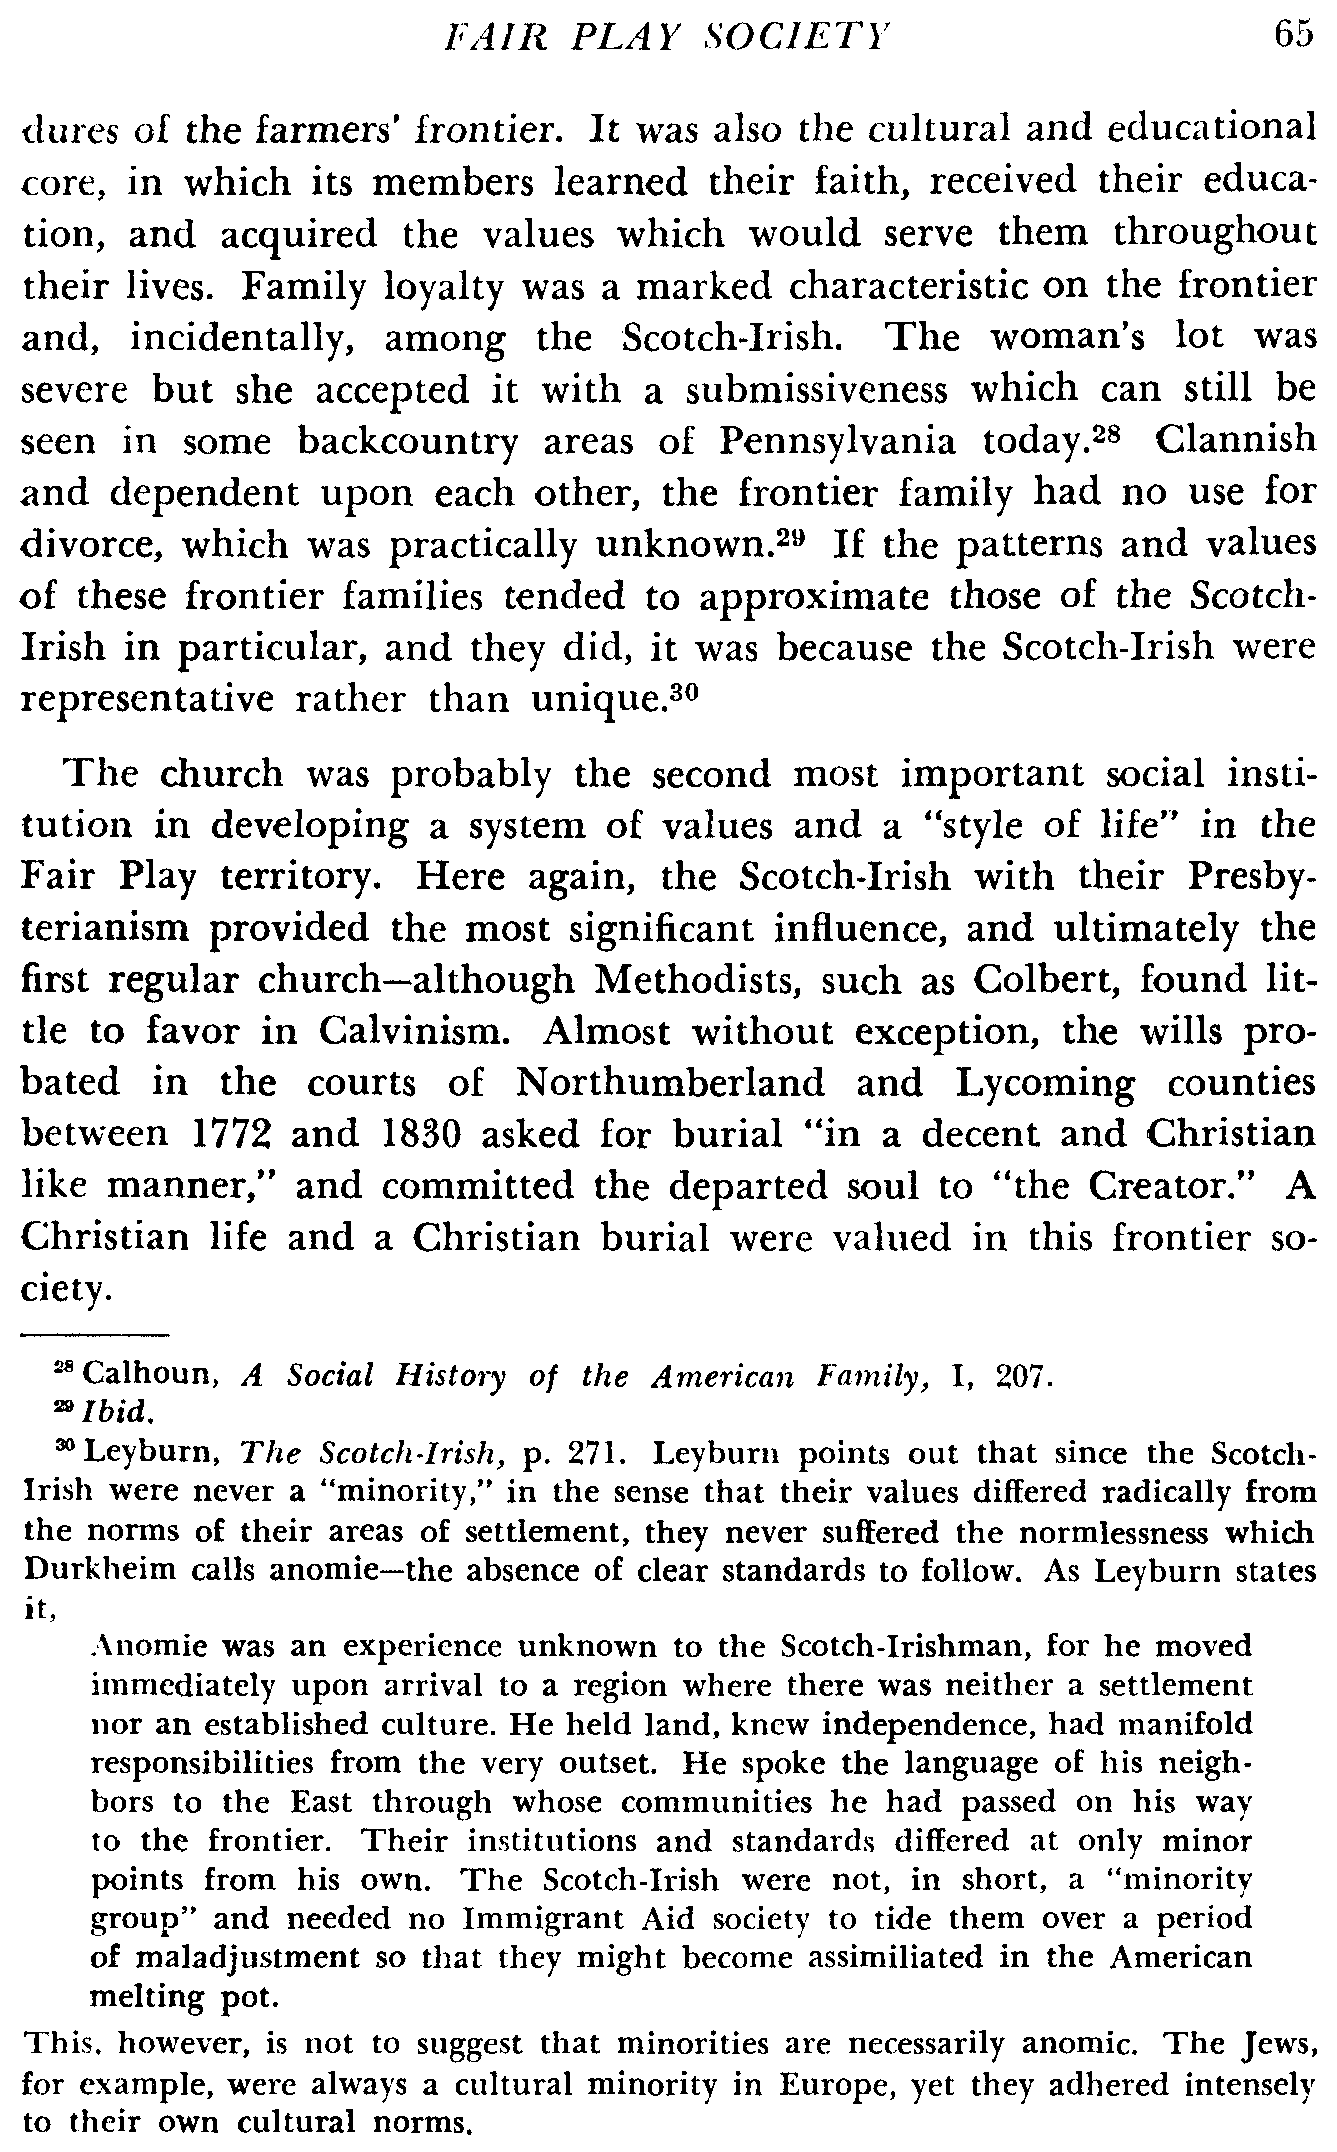 FAIR PLAY SOCIETY 65
dures of the farmers' frontier. It was also the cultural and educational
core, in which its members learned their faith, received their educa-
tion, and acquired the values which would serve them throughout
their lives. Family loyalty was a marked characteristic on the frontier
and, incidentally, among the Scotch-Irish. The woman's lot was
severe but she accepted it with a submissiveness which can still be
seen in some backcountry areas of Pennsylvania today.²⁸ Clannish
and dependent upon each other, the frontier family had no use for
divorce, which was practically unknown.²⁹ If the patterns and values
of these frontier families tended to approximate those of the Scotch-
Irish in particular, and they did, it was because the Scotch-Irish were
representative rather than unique.³⁰
The church was probably the second most important social insti-
tution in developing a system of values and a "style of life" in the
Fair Play territory. Here again, the Scotch-Irish with their Presby-
terianism provided the most significant influence, and ultimately the
first regular church—although Methodists, such as Colbert, found lit-
tle to favor in Calvinism. Almost without exception, the wills pro-
bated in the courts of Northumberland and Lycoming counties
between 1772 and 1830 asked for burial "in a decent and Christian
like manner," and committed the departed soul to "the Creator." A
Christian life and a Christian burial were valued in this frontier so-
ciety.
²⁸ Calhoun, A Social History of the American Family, I, 207.
²⁹ Ibid.
³⁰ Leyburn, The Scotch-Irish, p. 271. Leyburn points out that since the Scotch-
Irish were never a "minority," in the sense that their values differed radically from
the norms of their areas of settlement, they never suffered the normlessness which
Durkheim calls anomie—the absence of clear standards to follow. As Leyburn states
it,
Anomie was an experience unknown to the Scotch-Irishman, for he moved
immediately upon arrival to a region where there was neither a settlement
nor an established culture. He held land, knew independence, had manifold
responsibilities from the very outset. He spoke the language of his neigh-
bors to the East through whose communities he had passed on his way
to the frontier. Their institutions and standards differed at only minor
points from his own. The Scotch-Irish were not, in short, a "minority
group" and needed no Immigrant Aid society to tide them over a period
of maladjustment so that they might become assimiliated in the American
melting pot.
This, however, is not to suggest that minorities are necessarily anomic. The Jews,
for example, were always a cultural minority in Europe, yet they adhered intensely
to their own cultural norms.